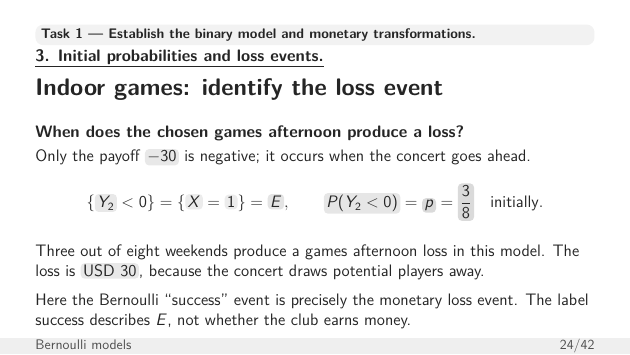 Task 1 — Establish the binary model and monetary transformations.
3. Initial probabilities and loss events.
Indoor games: identify the loss event
When does the chosen games afternoon produce a loss?
Only the payoff −30 is negative; it occurs when the concert goes ahead.
{Y₂ < 0} = {X = 1} = E,  P(Y₂ < 0) = p = 3/8 initially.
Three out of eight weekends produce a games afternoon loss in this model. The
loss is USD 30, because the concert draws potential players away.
Here the Bernoulli “success” event is precisely the monetary loss event. The label
success describes E, not whether the club earns money.
Bernoulli models 24/42